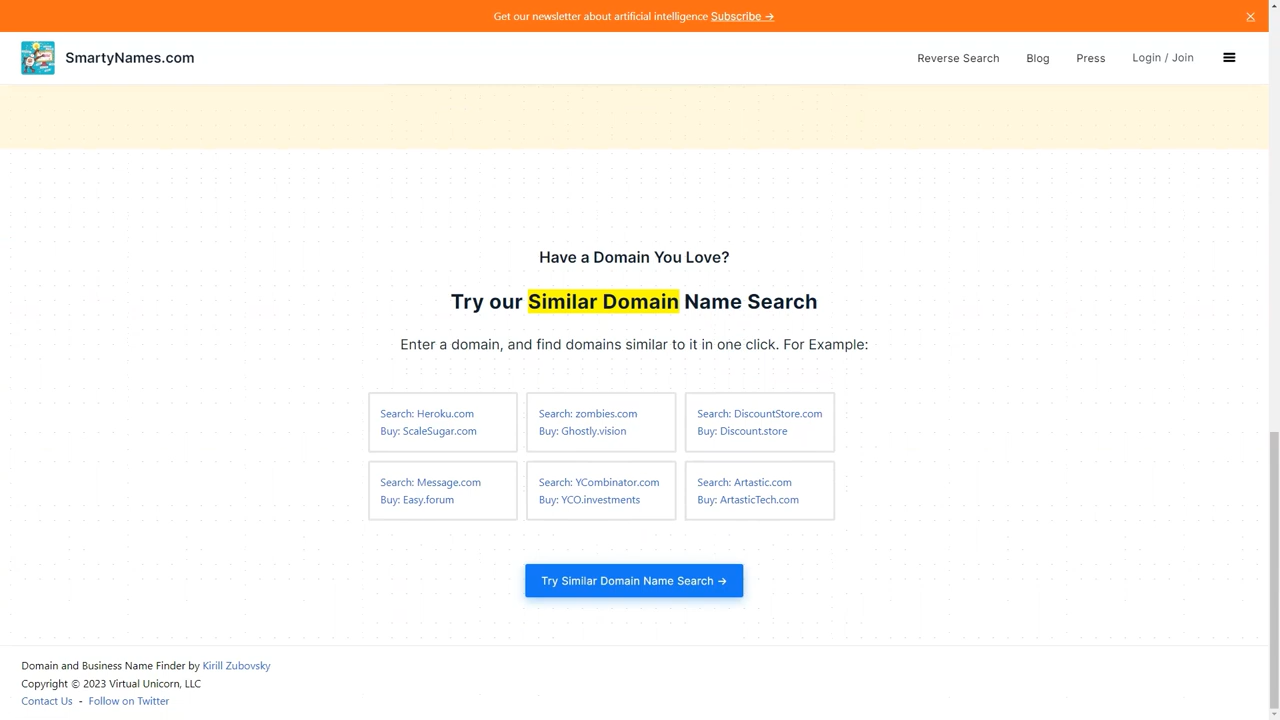 Get our newsletter about artificial intelligence Subscribe →
SmartyNames.com
Reverse Search
Blog
Press
Login / Join
Have a Domain You Love?
Try our Similar Domain Name Search
Enter a domain, and find domains similar to it in one click. For Example:
Search: Heroku.com
Buy: ScaleSugar.com
Search: zombies.com
Buy: Ghostly.vision
Search: DiscountStore.com
Buy: Discount.store
Search: Message.com
Buy: Easy.forum
Search: YCombinator.com
Buy: YCO.investments
Search: Artastic.com
Buy: ArtasticTech.com
Try Similar Domain Name Search →
Domain and Business Name Finder by Kirill Zubovsky
Copyright © 2023 Virtual Unicorn, LLC
Contact Us - Follow on Twitter